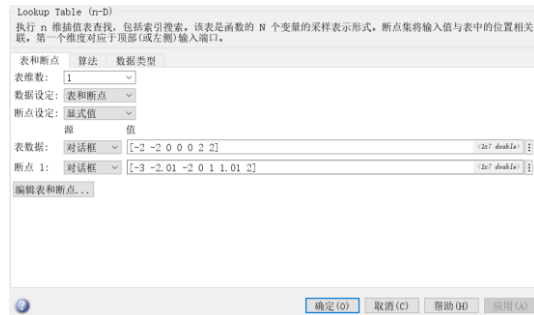 Lookup Table (n-D)
执行 n 维插值表查找，包括索引搜索。该表是函数的 N 个变量的采样表示形式。断点集将输入值与表中的位置相关
联。第一个维度对应于顶部(或左侧)输入端口。
表和断点 算法 数据类型
表维数: 1
数据设定: 表和断点
断点设定: 显式值
源 值
表数据: 对话框 [-2 -2 0 0 0 2 2] <1x7 double>
断点 1: 对话框 [-3 -2.01 -2 0 1 1.01 2] <1x7 double>
编辑表和断点...
确定(O) 取消(C) 帮助(H) 应用(A)